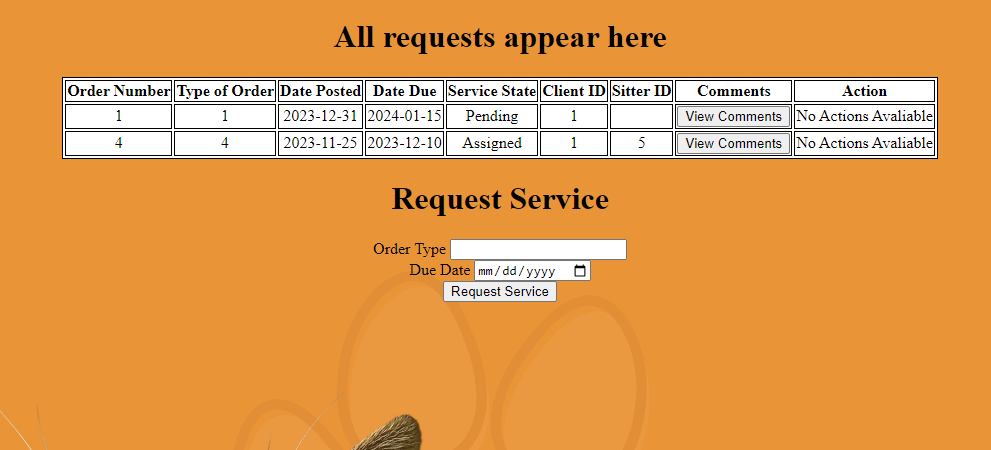 All requests appear here
Order Number Type of Order Date Posted Date Due Service State Client ID Sitter ID Comments Action
1 1 2023-12-31 2024-01-15 Pending 1 View Comments No Actions Avaliable
4 4 2023-11-25 2023-12-10 Assigned 1 5 View Comments No Actions Avaliable
Request Service
Order Type
Due Date mm/dd/yyyy
Request Service